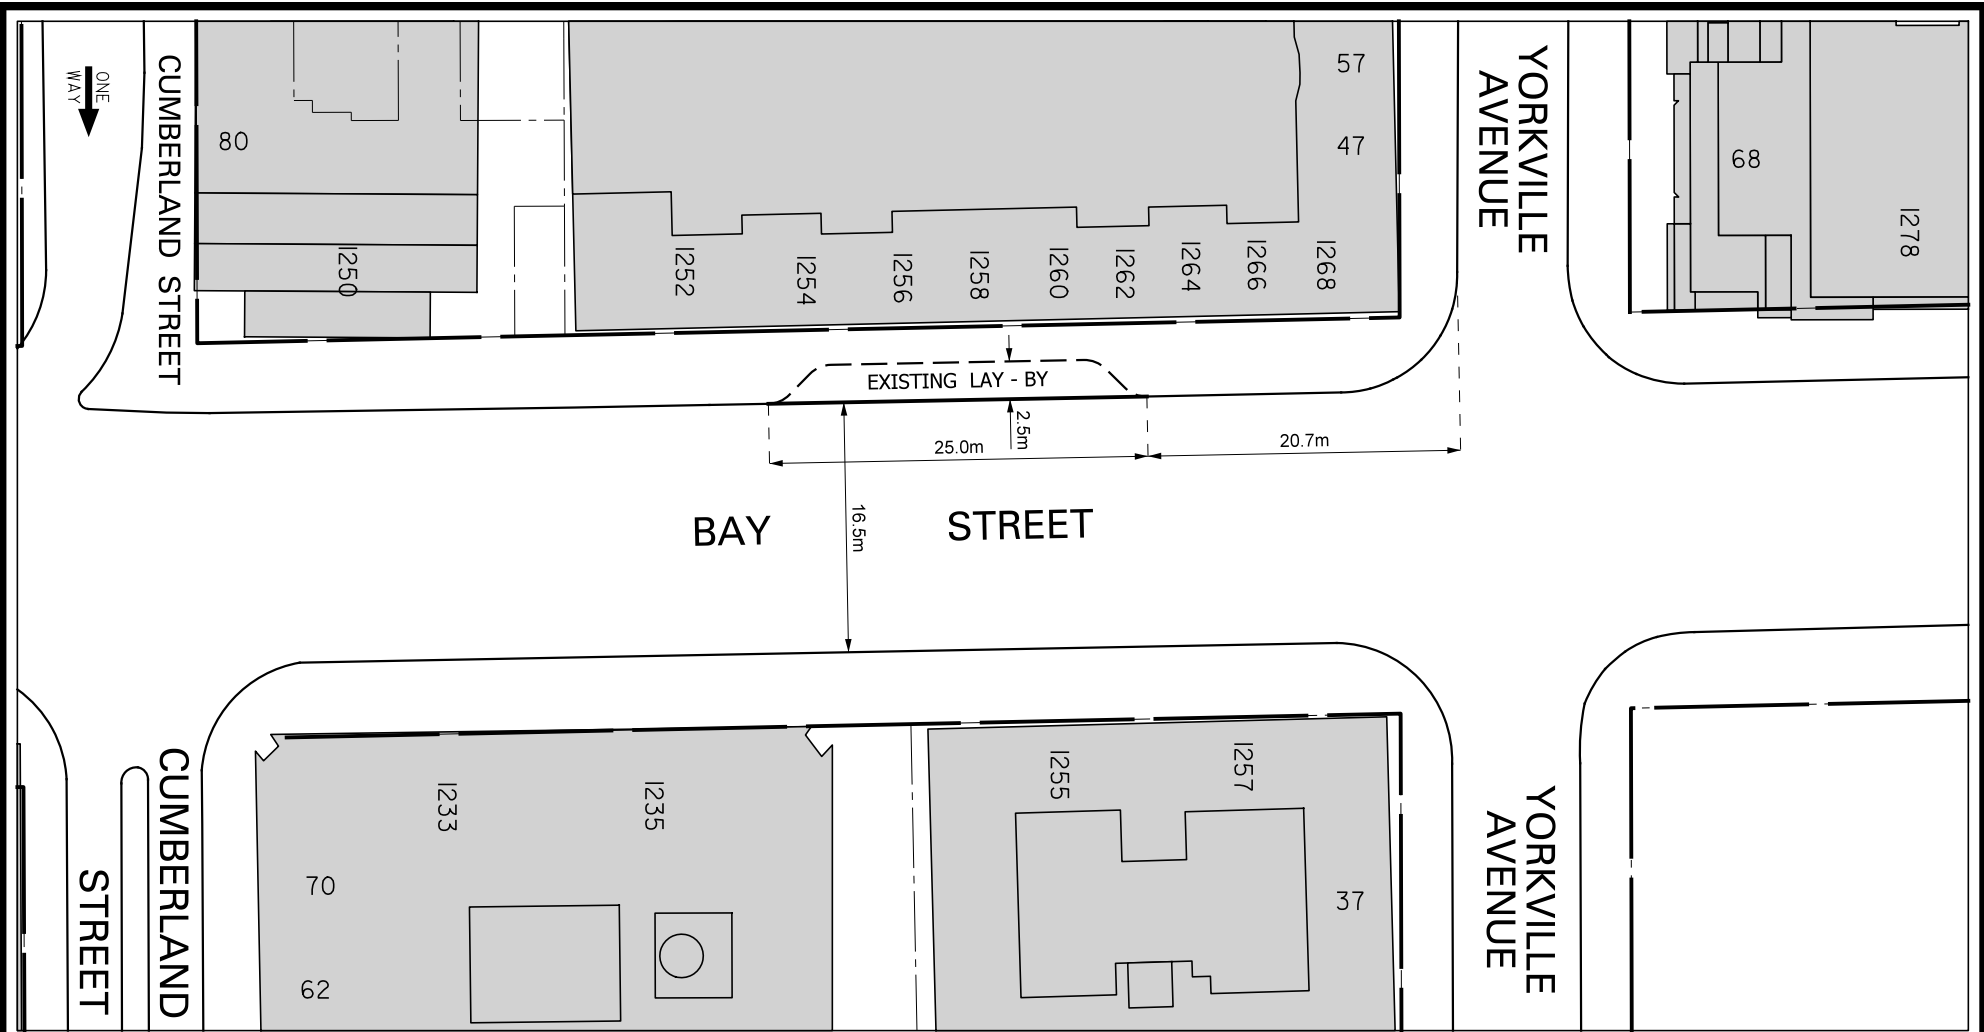 ONE
WAY
CUMBERLAND STREET
80
1250
57
47
1252
1254
1256
1258
1260
1262
1264
1266
1268
YORKVILLE
AVENUE
68
1278
EXISTING LAY - BY
2.5m
25.0m
20.7m
16.5m
BAY STREET
CUMBERLAND
STREET
1233
1235
70
62
1255
1257
37
YORKVILLE
AVENUE